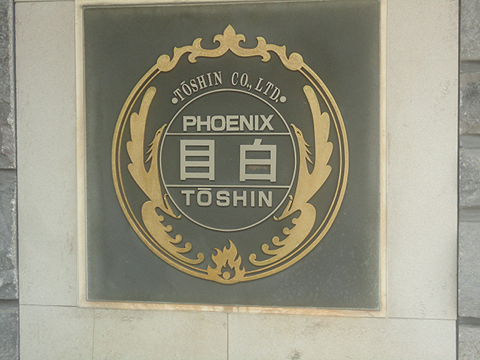 •TŌSHIN CO., LTD.•
PHOENIX
目白
TŌSHIN